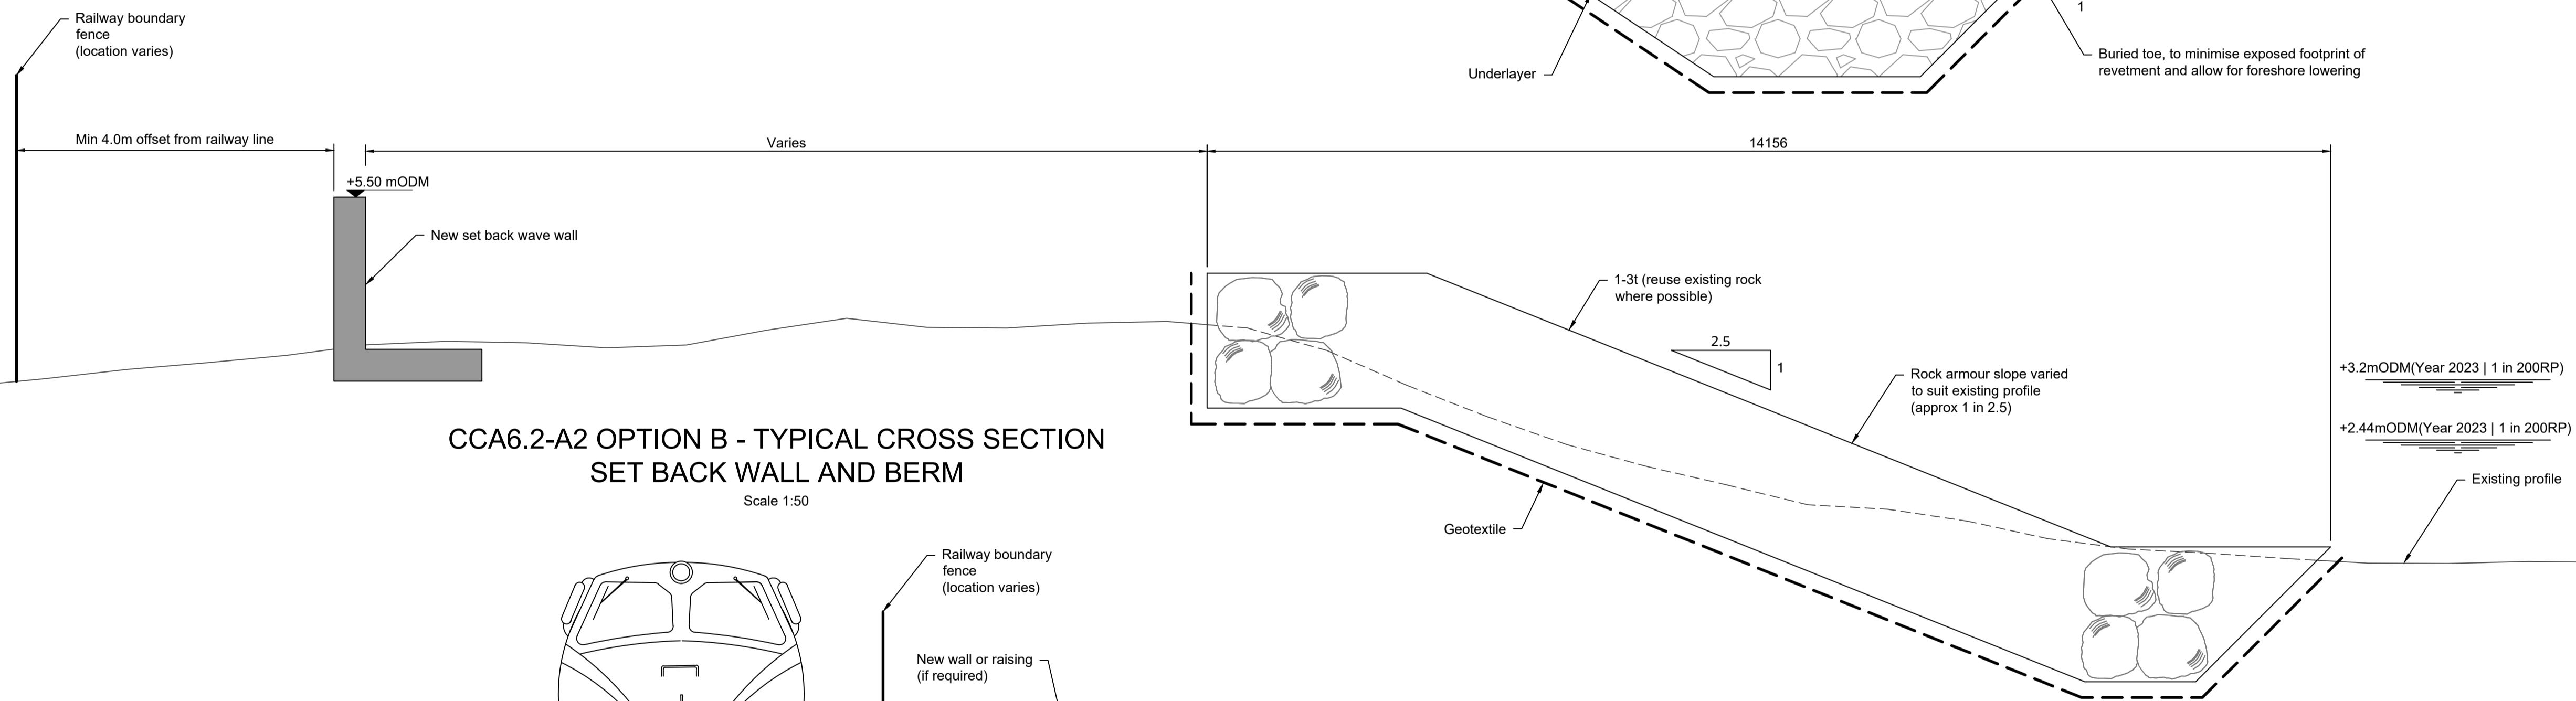 Railway boundary
fence
(location varies)
1
Buried toe, to minimise exposed footprint of
revetment and allow for foreshore lowering
Underlayer
Min 4.0m offset from railway line
Varies
14156
+5.50 mODM
New set back wave wall
1-3t (reuse existing rock
where possible)
2.5
1
Rock armour slope varied
to suit existing profile
(approx 1 in 2.5)
+3.2mODM(Year 2023 | 1 in 200RP)
+2.44mODM(Year 2023 | 1 in 200RP)
Existing profile
CCA6.2-A2 OPTION B - TYPICAL CROSS SECTION
SET BACK WALL AND BERM
Scale 1:50
Geotextile
Railway boundary
fence
(location varies)
New wall or raising
(if required)